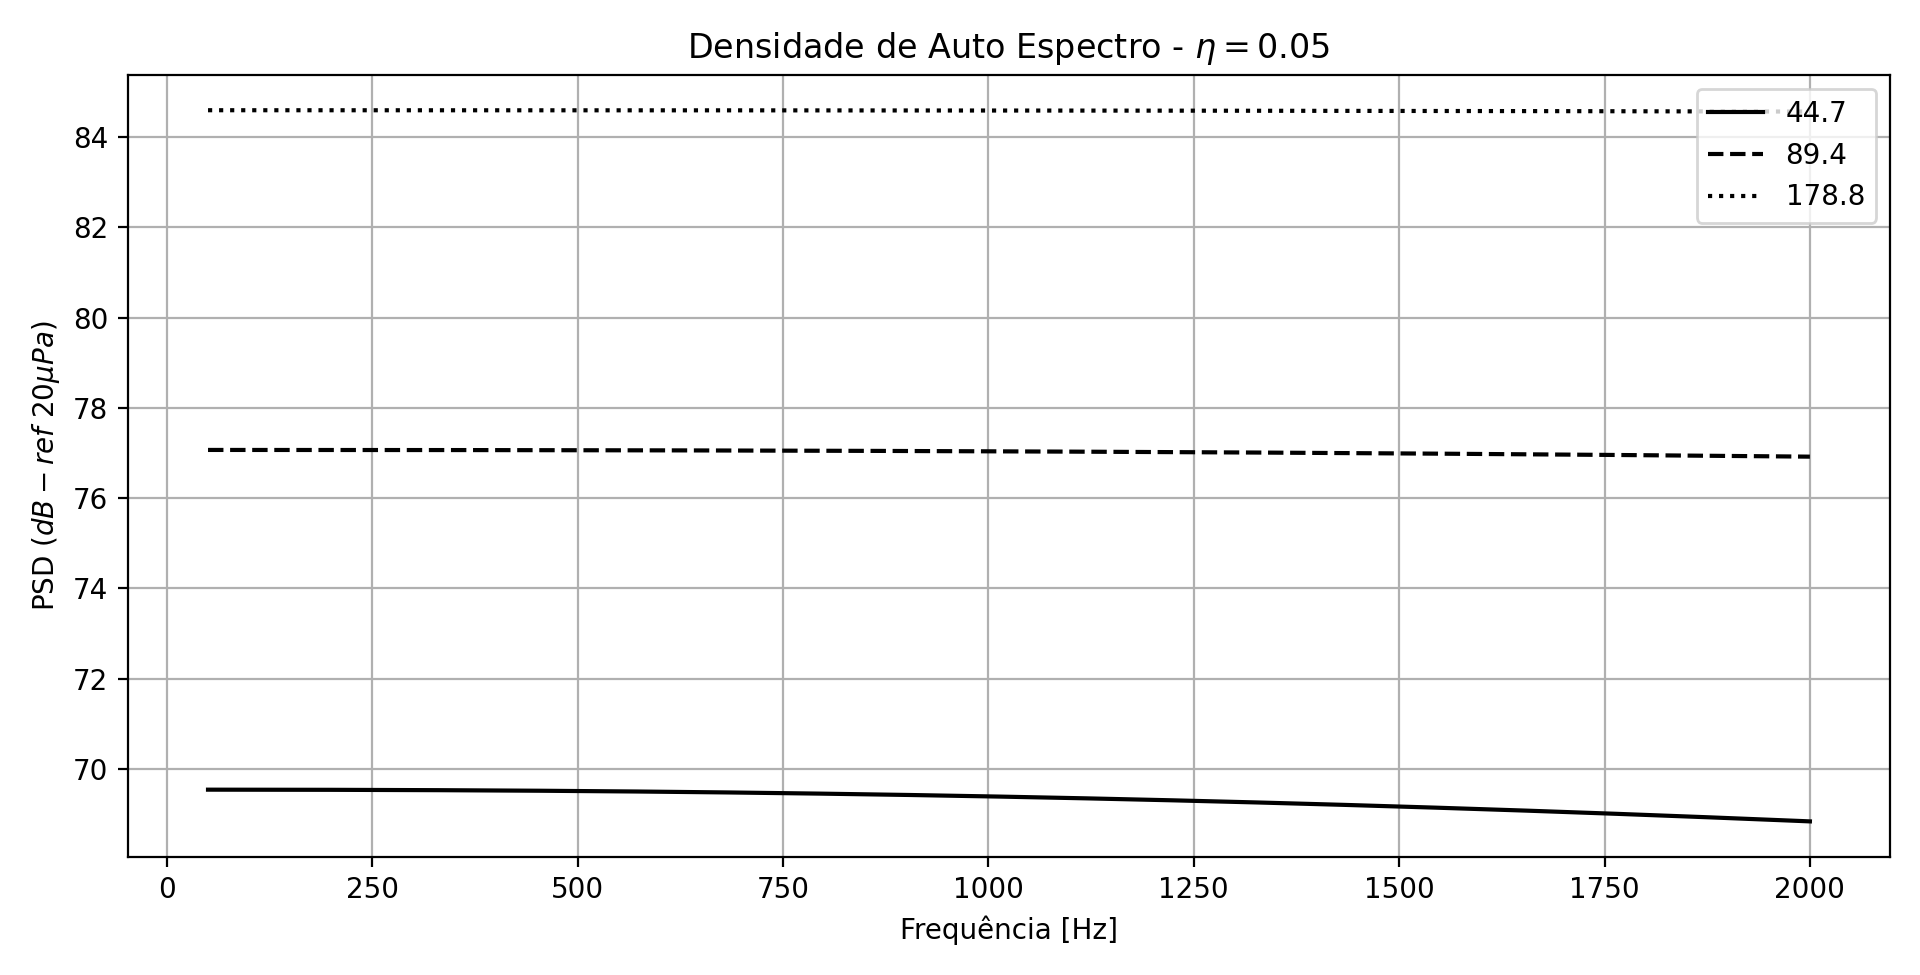 Densidade de Auto Espectro - η = 0.05
PSD (dB − ref 20μPa)
84
82
80
78
76
74
72
70
44.7
89.4
178.8
0 250 500 750 1000 1250 1500 1750 2000
Frequência [Hz]